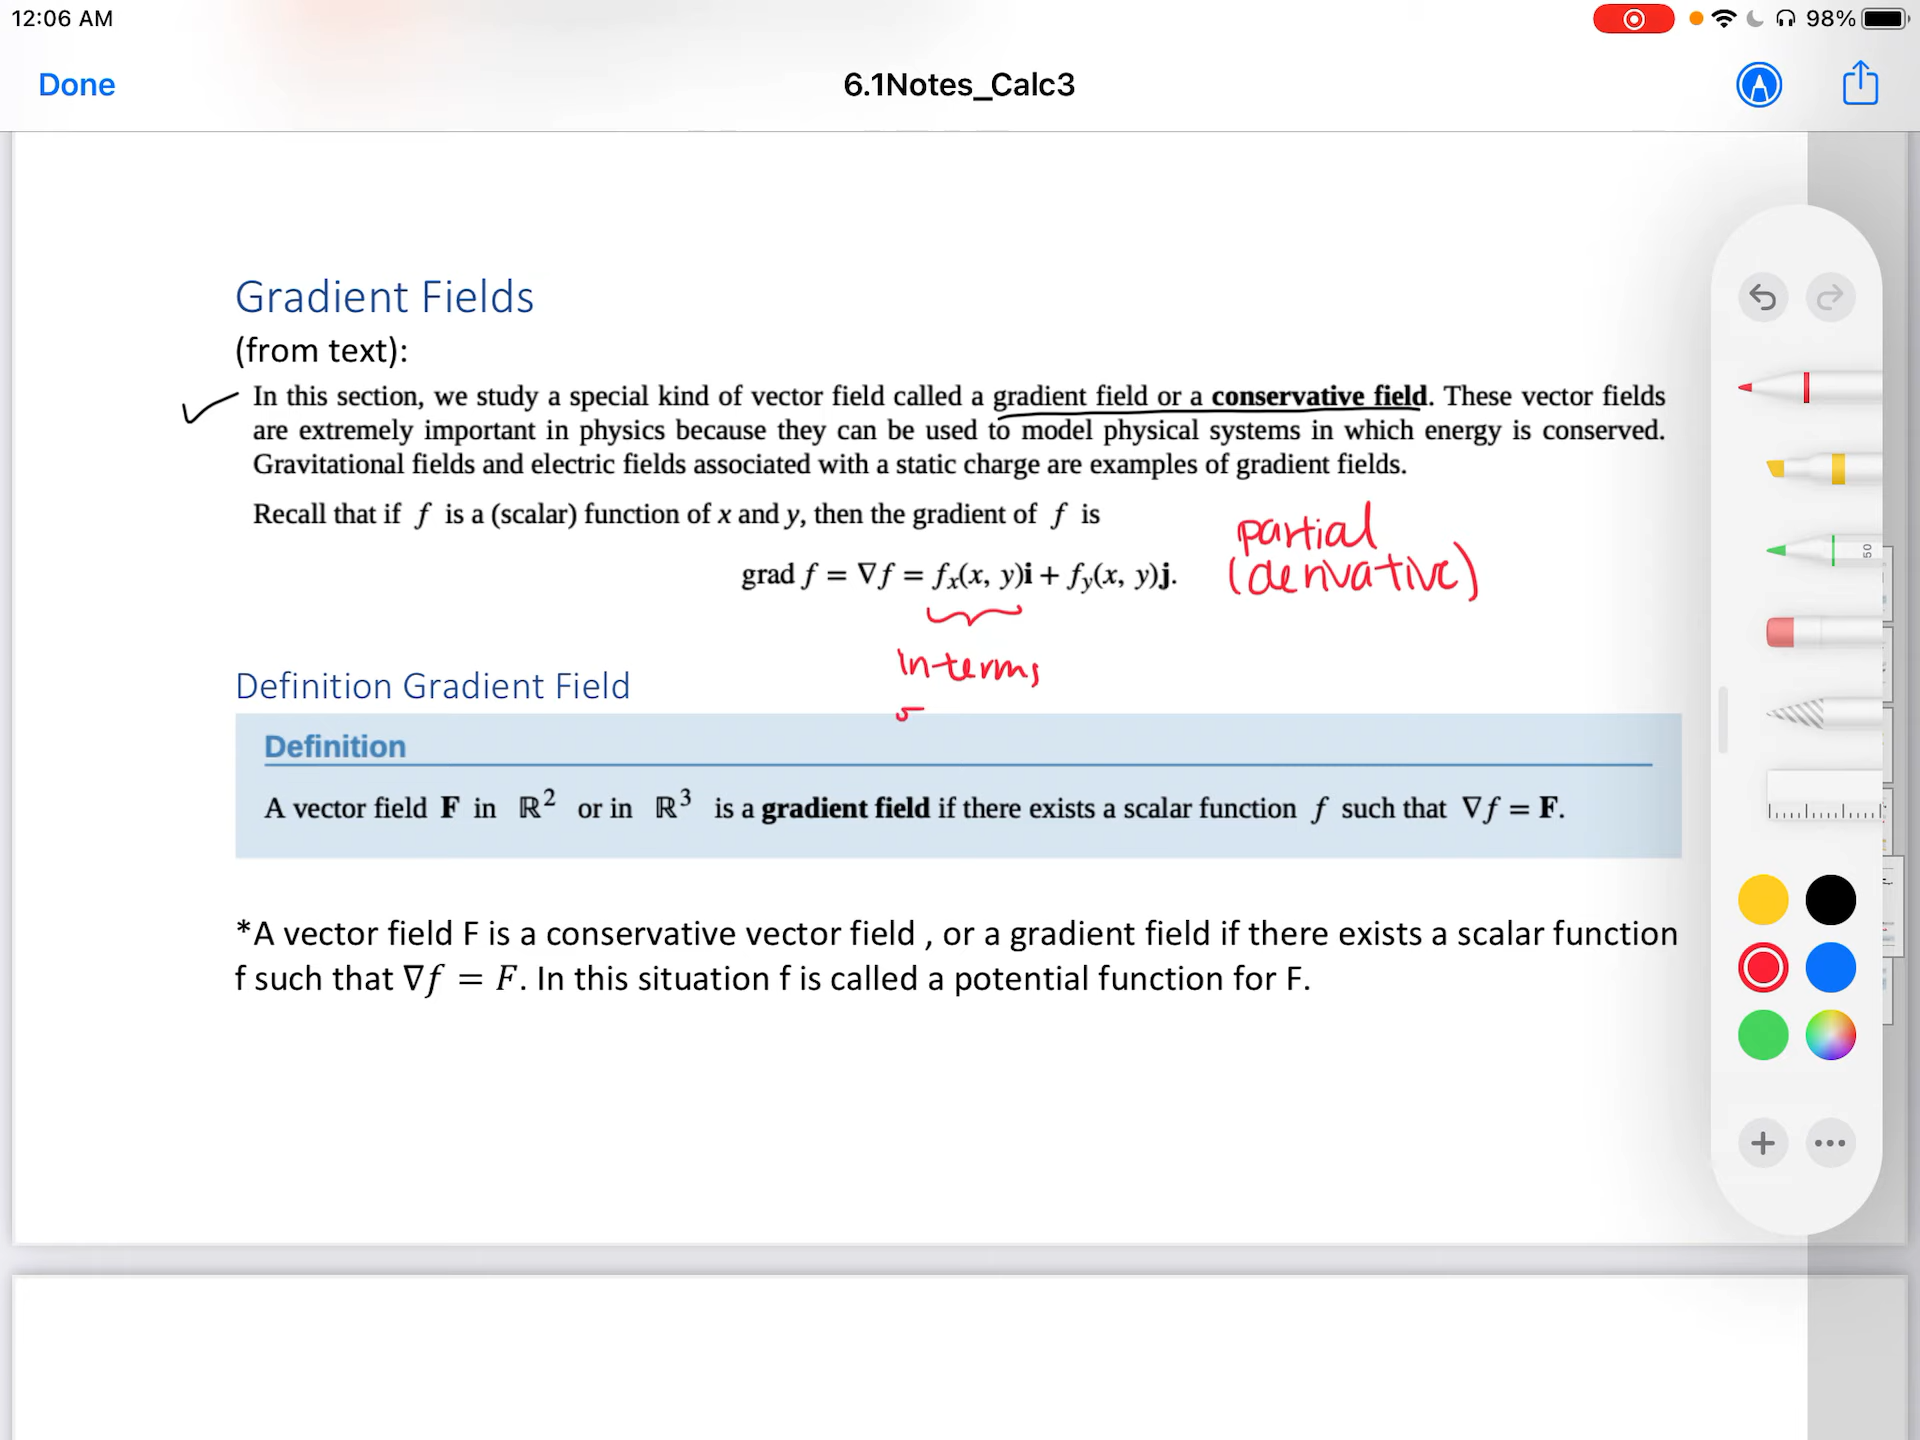 12:06 AM
98%
Done
6.1Notes_Calc3
Gradient Fields
(from text):
In this section, we study a special kind of vector field called a gradient field or a conservative field. These vector fields
are extremely important in physics because they can be used to model physical systems in which energy is conserved.
Gravitational fields and electric fields associated with a static charge are examples of gradient fields.
Recall that if f is a (scalar) function of x and y, then the gradient of f is
partial
grad f = ∇f = fₓ(x, y)i + f_y(x, y)j.
(derivative)
in terms
Definition Gradient Field
Definition
A vector field F in ℝ² or in ℝ³ is a gradient field if there exists a scalar function f such that ∇f = F.
*A vector field F is a conservative vector field , or a gradient field if there exists a scalar function
f such that ∇f = F. In this situation f is called a potential function for F.
50